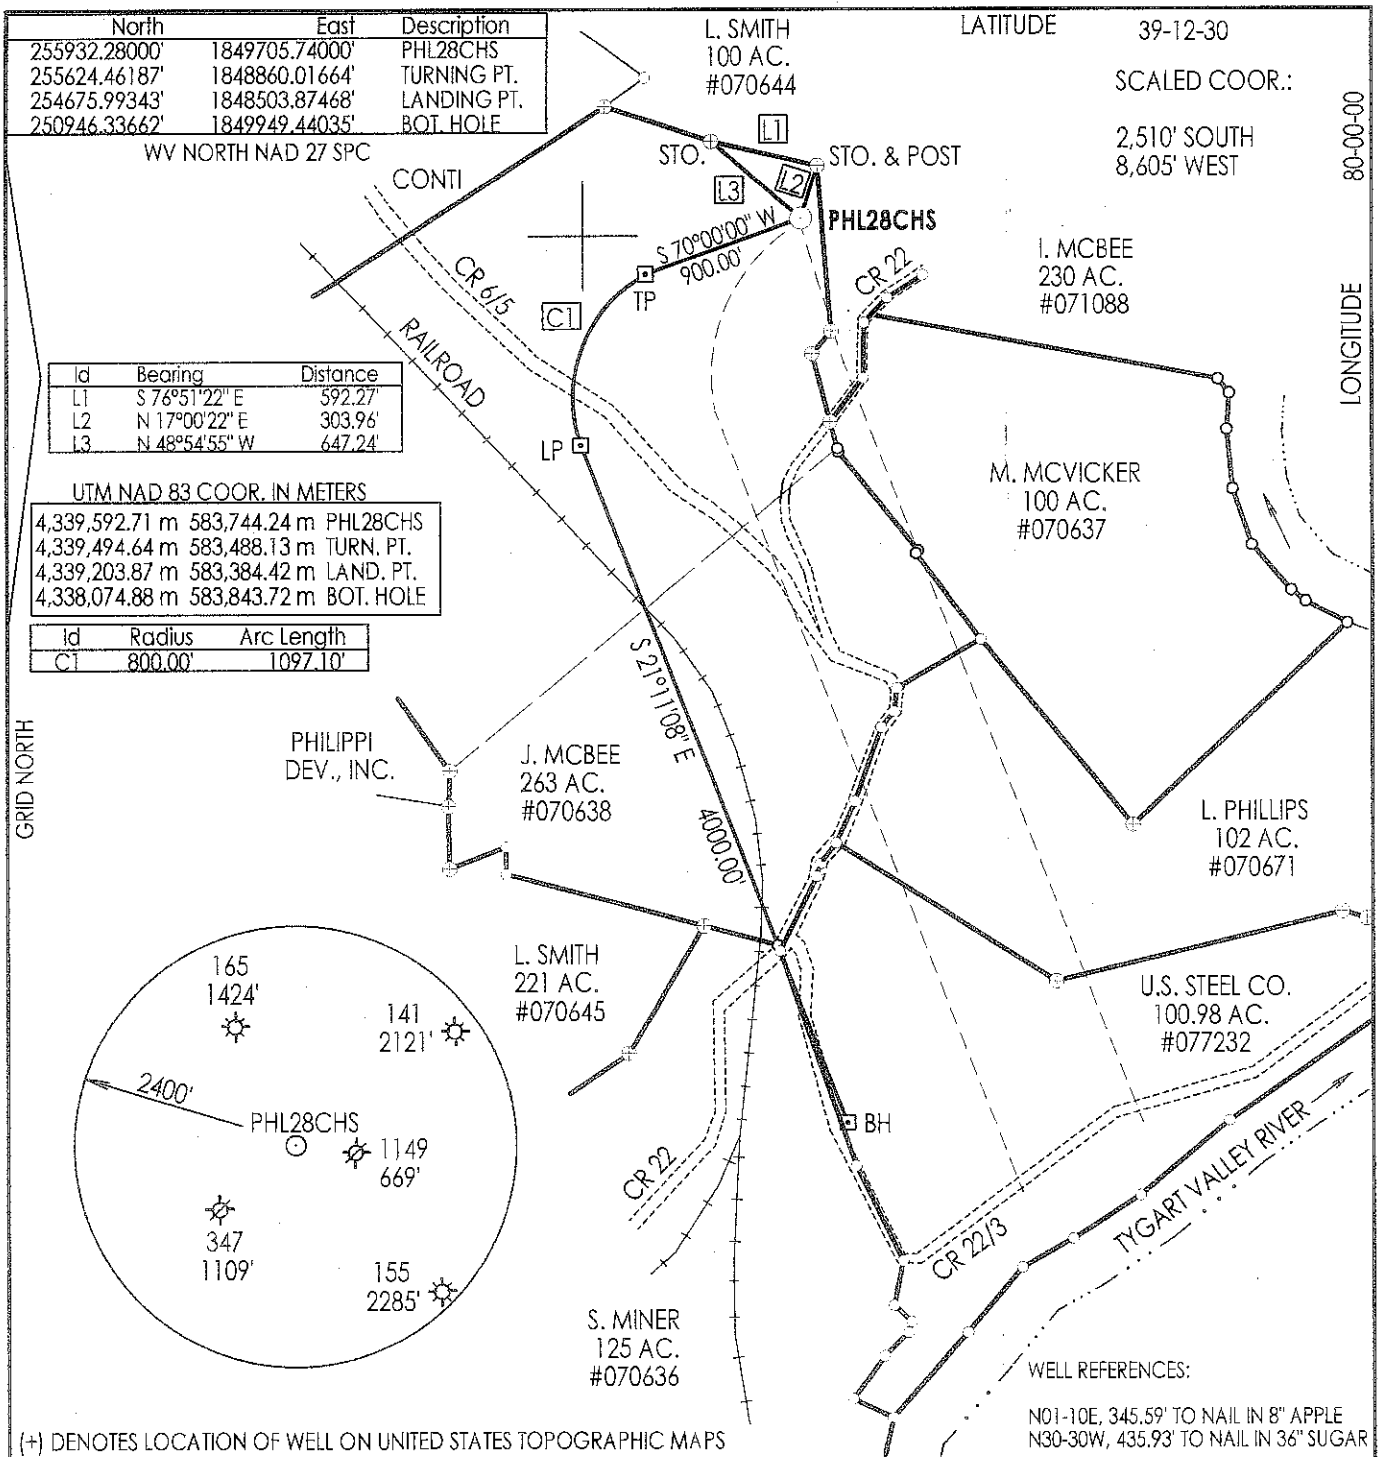 North East Description
255932.28000' 1849705.74000' PHL28CHS
255624.46187' 1848860.01664' TURNING PT.
254675.99343' 1848503.87468' LANDING PT.
250946.33662' 1849949.44035' BOT. HOLE
WV NORTH NAD 27 SPC
L. SMITH
100 AC.
#070644
LATITUDE 39-12-30
SCALED COOR.:
2,510' SOUTH
8,605' WEST
80-00-00
LONGITUDE
CONTI
STO.
L1
STO. & POST
L2
L3
PHL28CHS
S 70°00'00" W
900.00'
TP
C1
CR 6/5
RAILROAD
CR 22
I. MCBEE
230 AC.
#071088
Id Bearing Distance
L1 S 76°51'22" E 592.27'
L2 N 17°00'22" E 303.96'
L3 N 48°54'55" W 647.24'
LP
M. MCVICKER
100 AC.
#070637
UTM NAD 83 COOR. IN METERS
4,339,592.71 m 583,744.24 m PHL28CHS
4,339,494.64 m 583,488.13 m TURN. PT.
4,339,203.87 m 583,384.42 m LAND. PT.
4,338,074.88 m 583,843.72 m BOT. HOLE
Id Radius Arc Length
C1 800.00' 1097.10'
S 21°11'08" E
4000.00'
GRID NORTH
PHILIPPI
DEV., INC.
J. MCBEE
263 AC.
#070638
L. PHILLIPS
102 AC.
#070671
L. SMITH
221 AC.
#070645
U.S. STEEL CO.
100.98 AC.
#077232
165
1424'
141
2121'
2400'
PHL28CHS
1149
669'
347
1109'
155
2285'
BH
CR 22
CR 22/3
TYGART VALLEY RIVER
S. MINER
125 AC.
#070636
WELL REFERENCES:
N01-10E, 345.59' TO NAIL IN 8" APPLE
N30-30W, 435.93' TO NAIL IN 36" SUGAR
(+) DENOTES LOCATION OF WELL ON UNITED STATES TOPOGRAPHIC MAPS